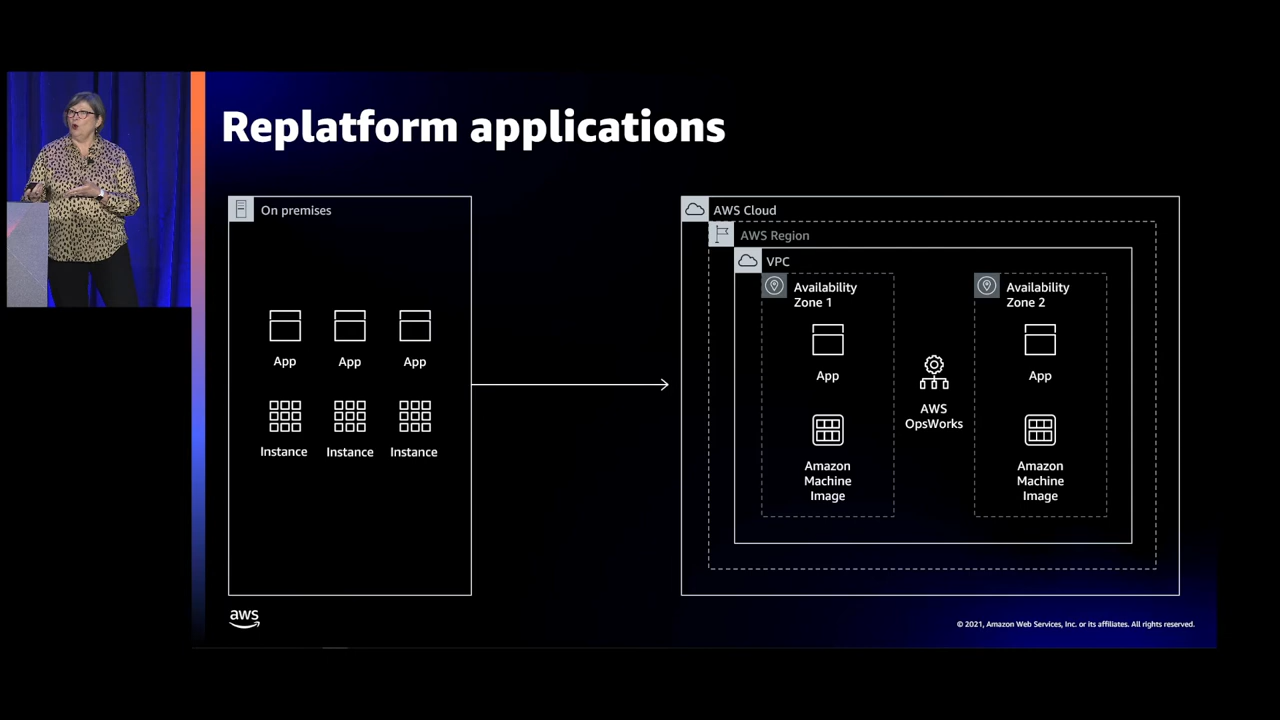 Replatform applications
On premises
App
App
App
Instance
Instance
Instance
AWS Cloud
AWS Region
VPC
Availability
Zone 1
App
Amazon
Machine
Image
AWS
OpsWorks
Availability
Zone 2
App
Amazon
Machine
Image
aws
© 2021, Amazon Web Services, Inc. or its affiliates. All rights reserved.